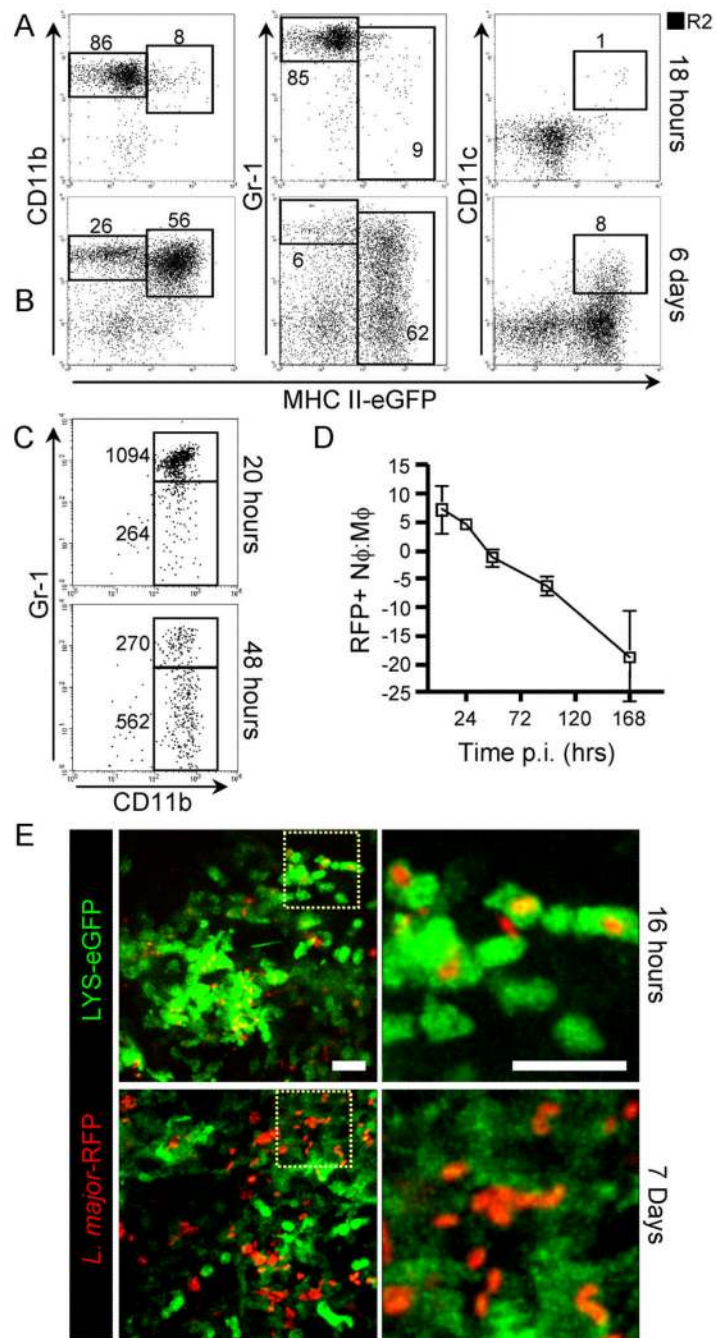 A
CD11b
86
8
Gr-1
85
9
CD11c
1
■R2
18 hours
B
26
56
6
62
8
6 days
MHC II-eGFP
C
Gr-1
1094
264
20 hours
270
562
48 hours
CD11b
D
RFP+ Nϕ:Mϕ
15
10
5
0
-5
-10
-15
-20
-25
24
72
120
168
Time p.i. (hrs)
E
LYS-eGFP
16 hours
L. major-RFP
7 Days